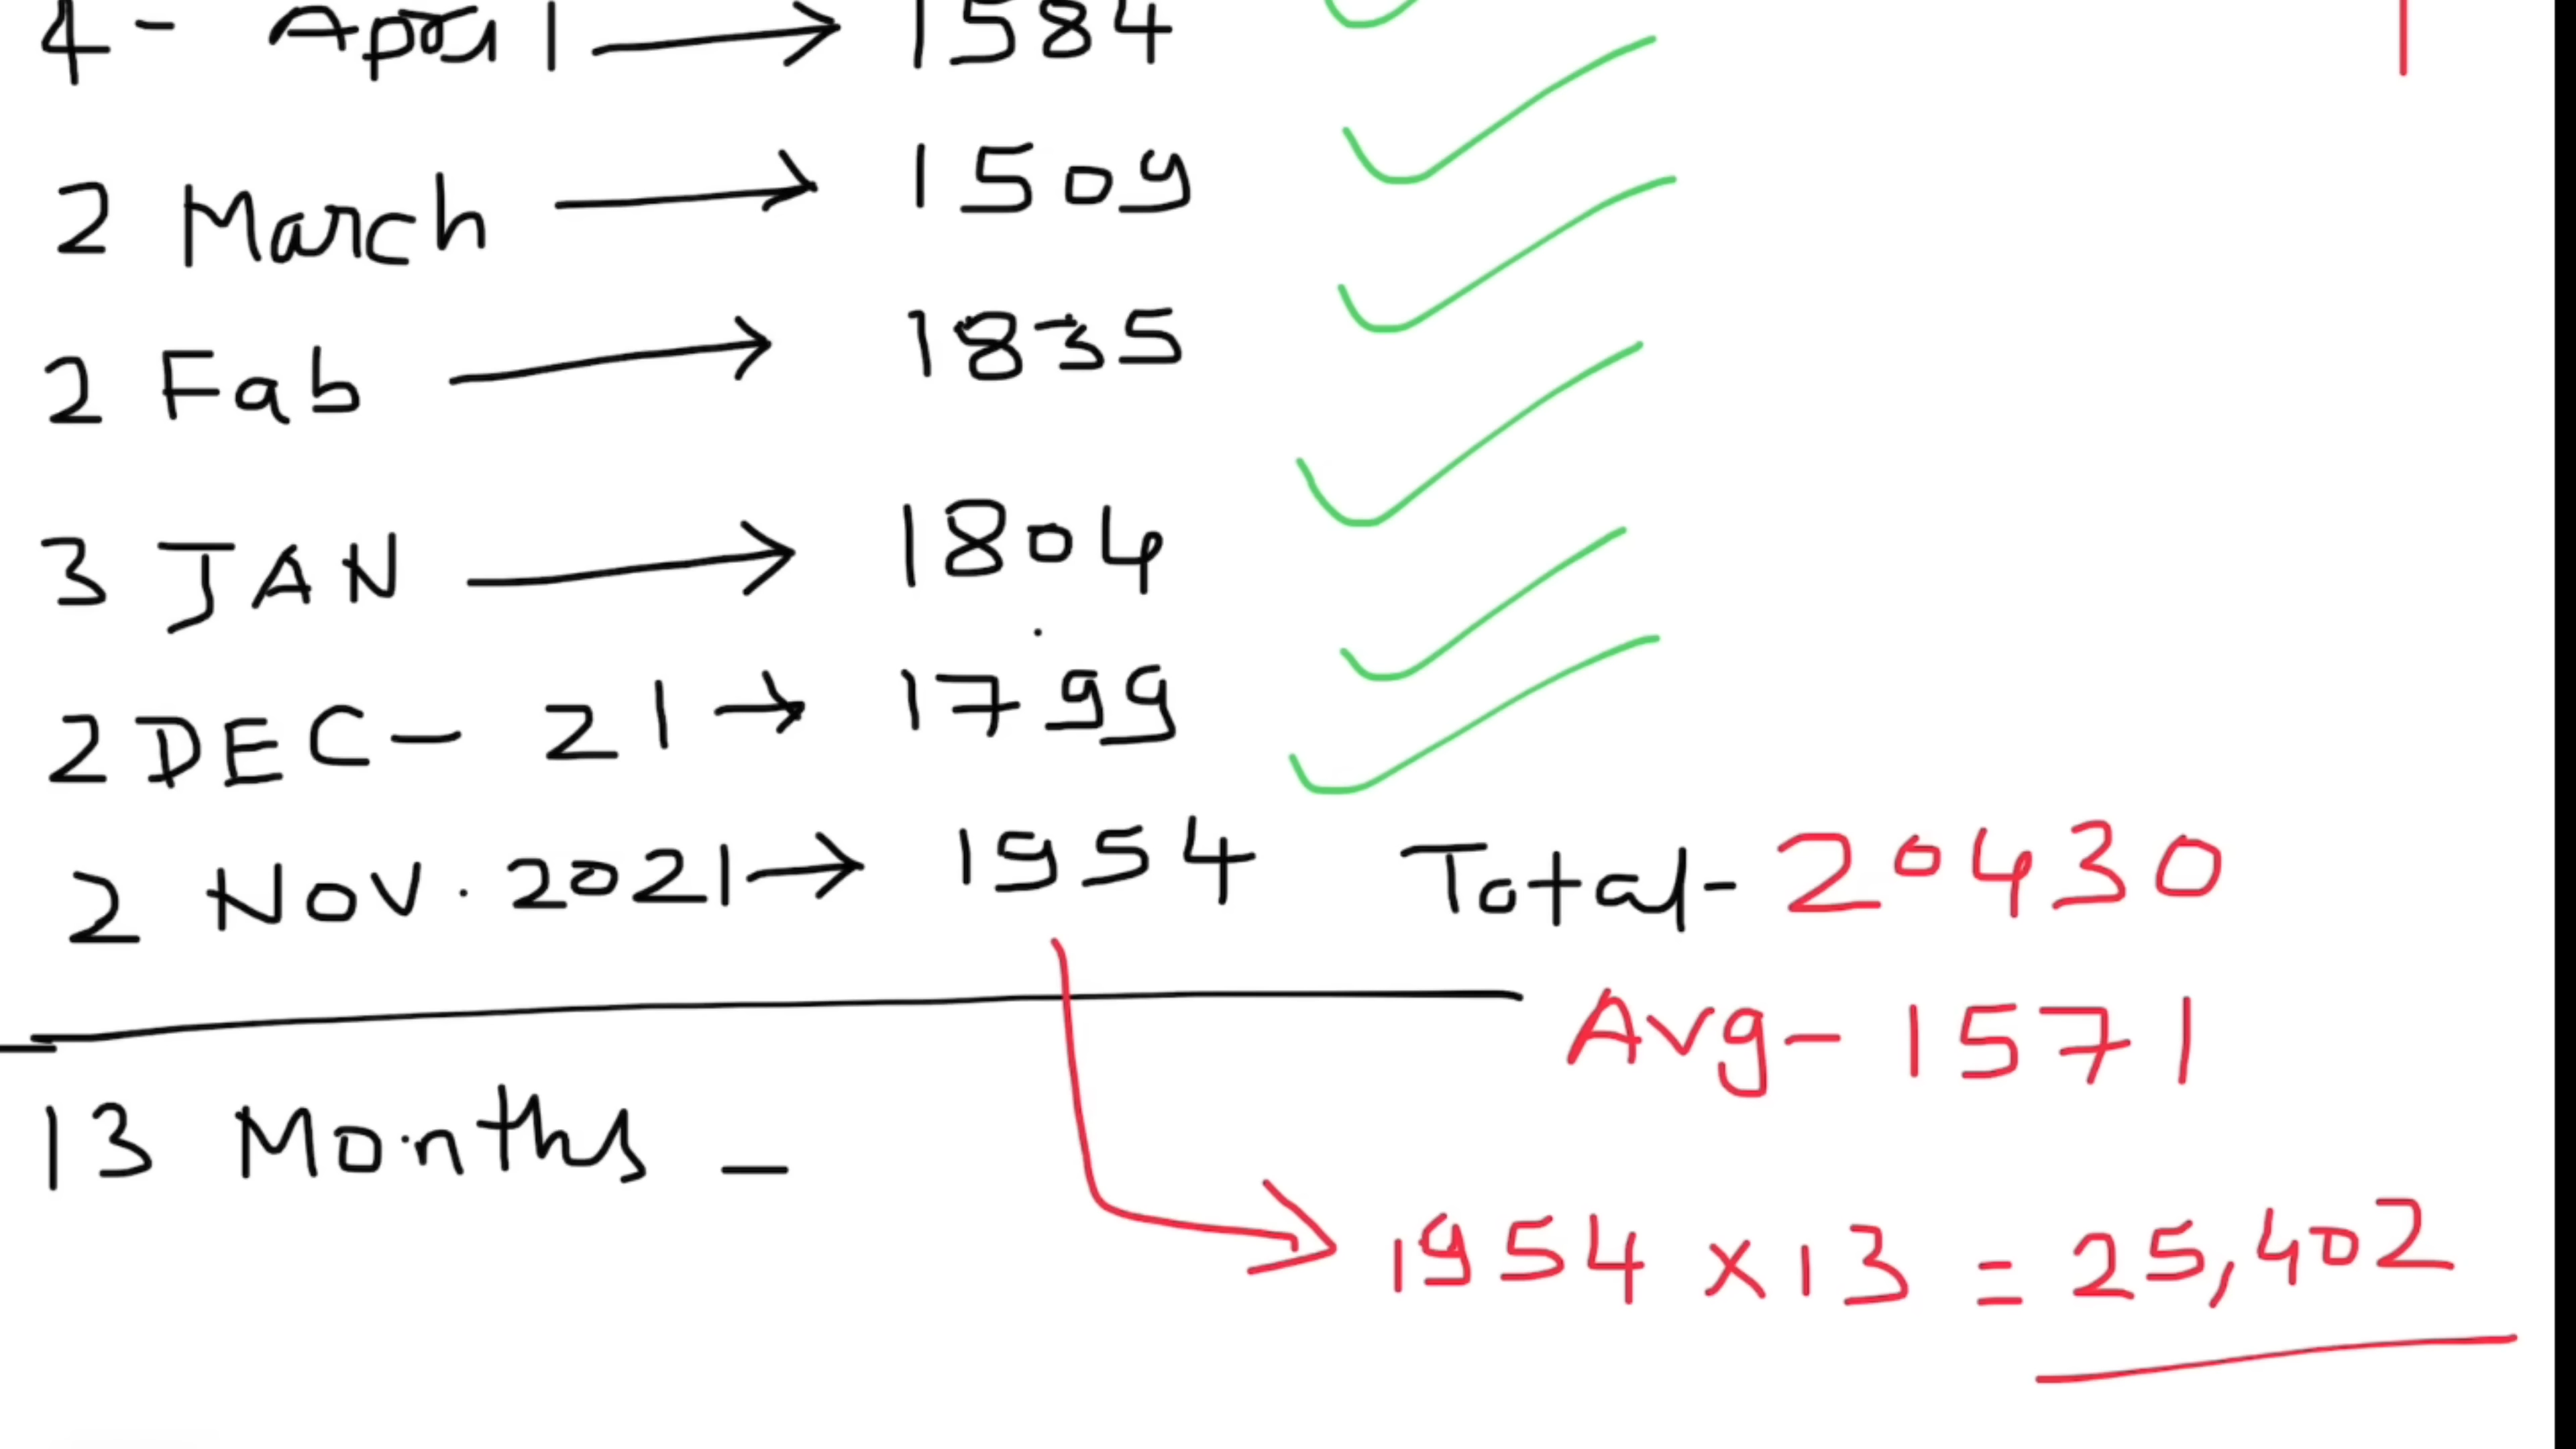 4 - April → 1584
2 March → 1509
2 Fab → 1835
3 JAN → 1804
2 DEC - 21 → 1799
2 Nov. 2021 → 1954 Total - 20430
Avg - 1571
13 Months -
1954 x 13 = 25,402